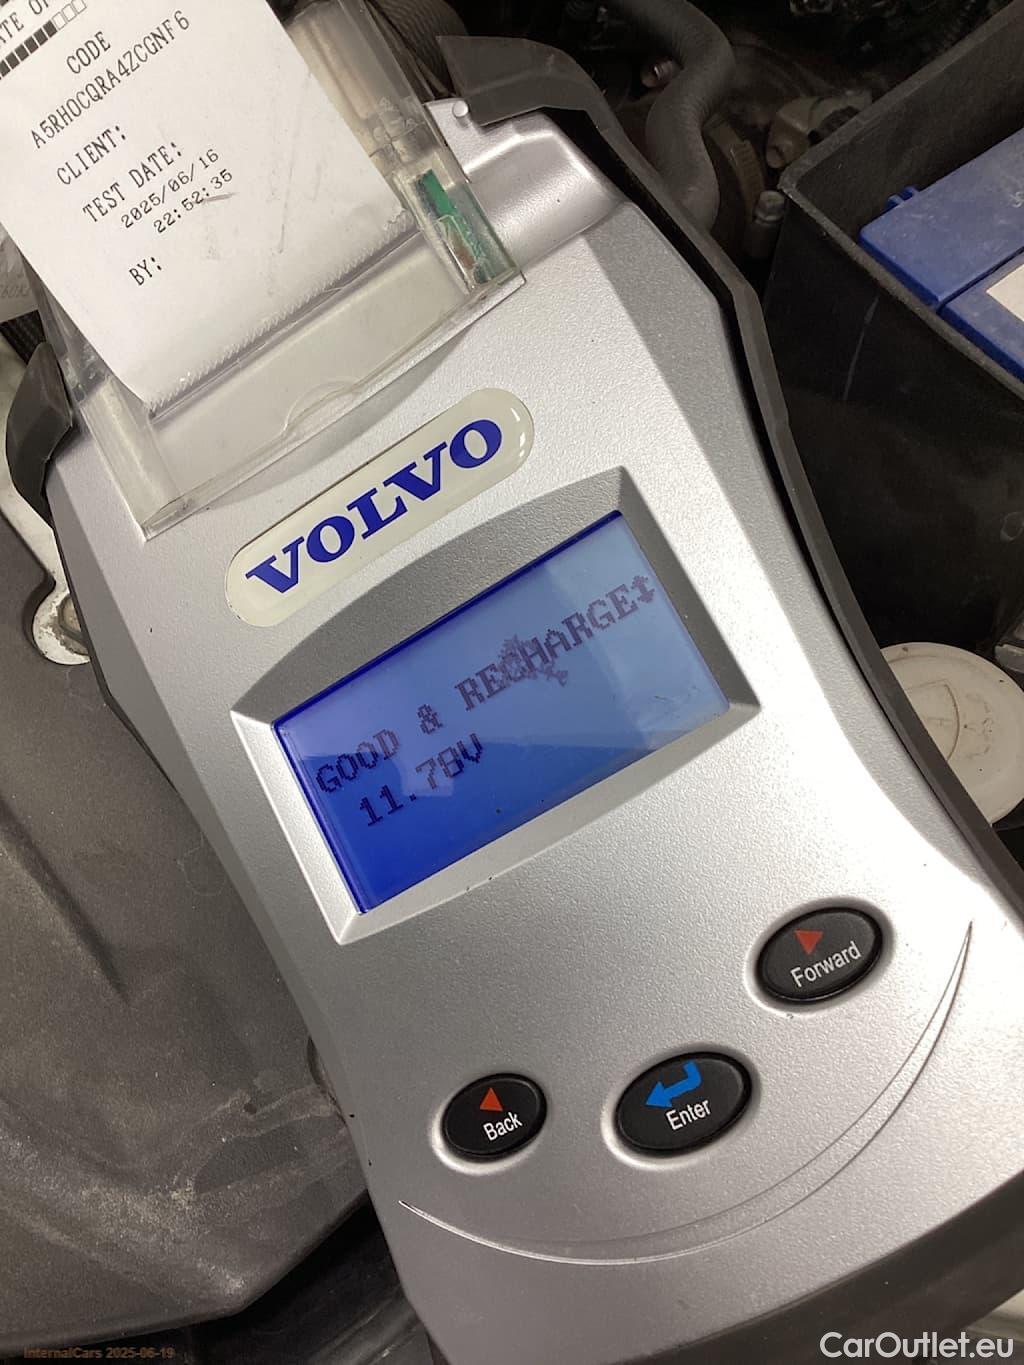 CODE
A5RHOCQRA4ZCGNF6
CLIENT:
TEST DATE:
2025/06/16
22:52:35
BY:
VOLVO
GOOD & RECHARGE↕
11.78V
Forward
Back
Enter
InternalCars 2025-06-19
CarOutlet.eu